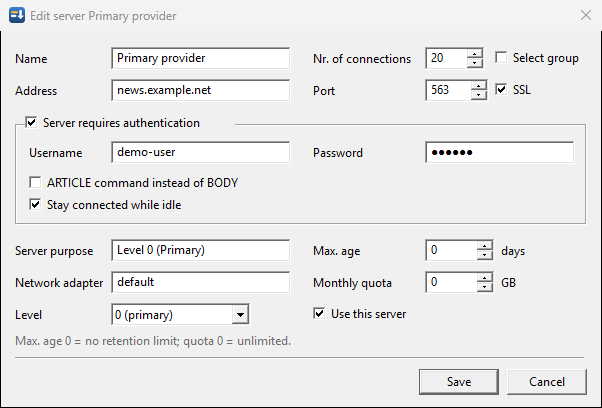 Edit server Primary provider
Name Primary provider Nr. of connections 20 Select group
Address news.example.net Port 563 SSL
Server requires authentication
Username demo-user Password ●●●●●●
ARTICLE command instead of BODY
Stay connected while idle
Server purpose Level 0 (Primary) Max. age 0 days
Network adapter default Monthly quota 0 GB
Level 0 (primary) Use this server
Max. age 0 = no retention limit; quota 0 = unlimited.
Save Cancel